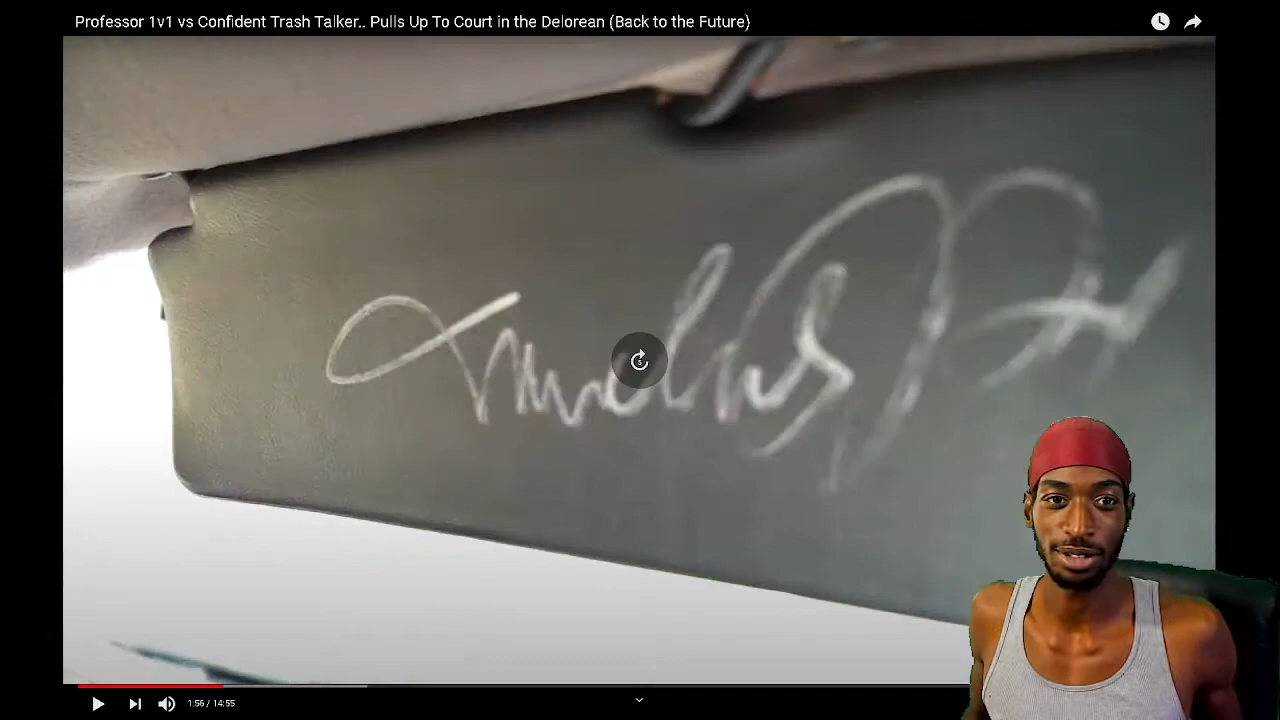 Professor 1v1 vs Confident Trash Talker.. Pulls Up To Court in the Delorean (Back to the Future)
5
1:56 / 14:55